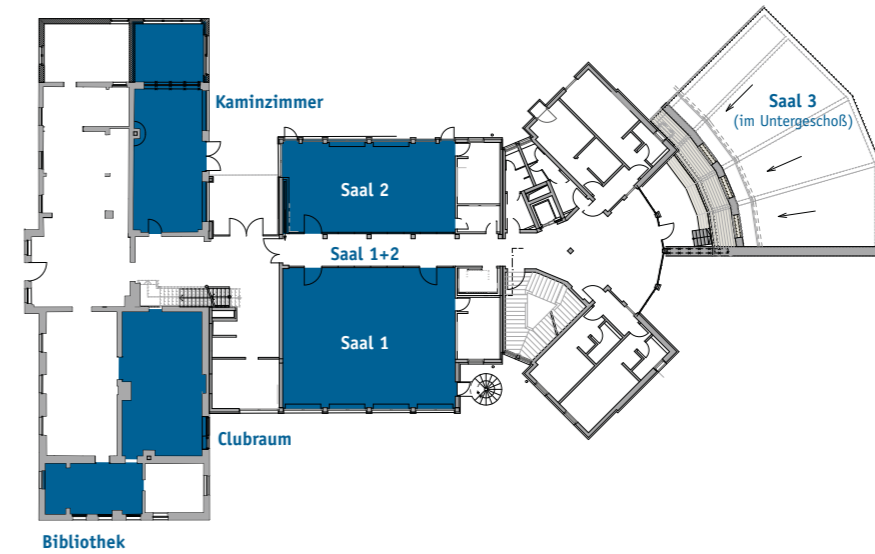 Kaminzimmer
Saal 3
(im Untergeschoß)
Saal 2
Saal 1+2
Saal 1
Clubraum
Bibliothek